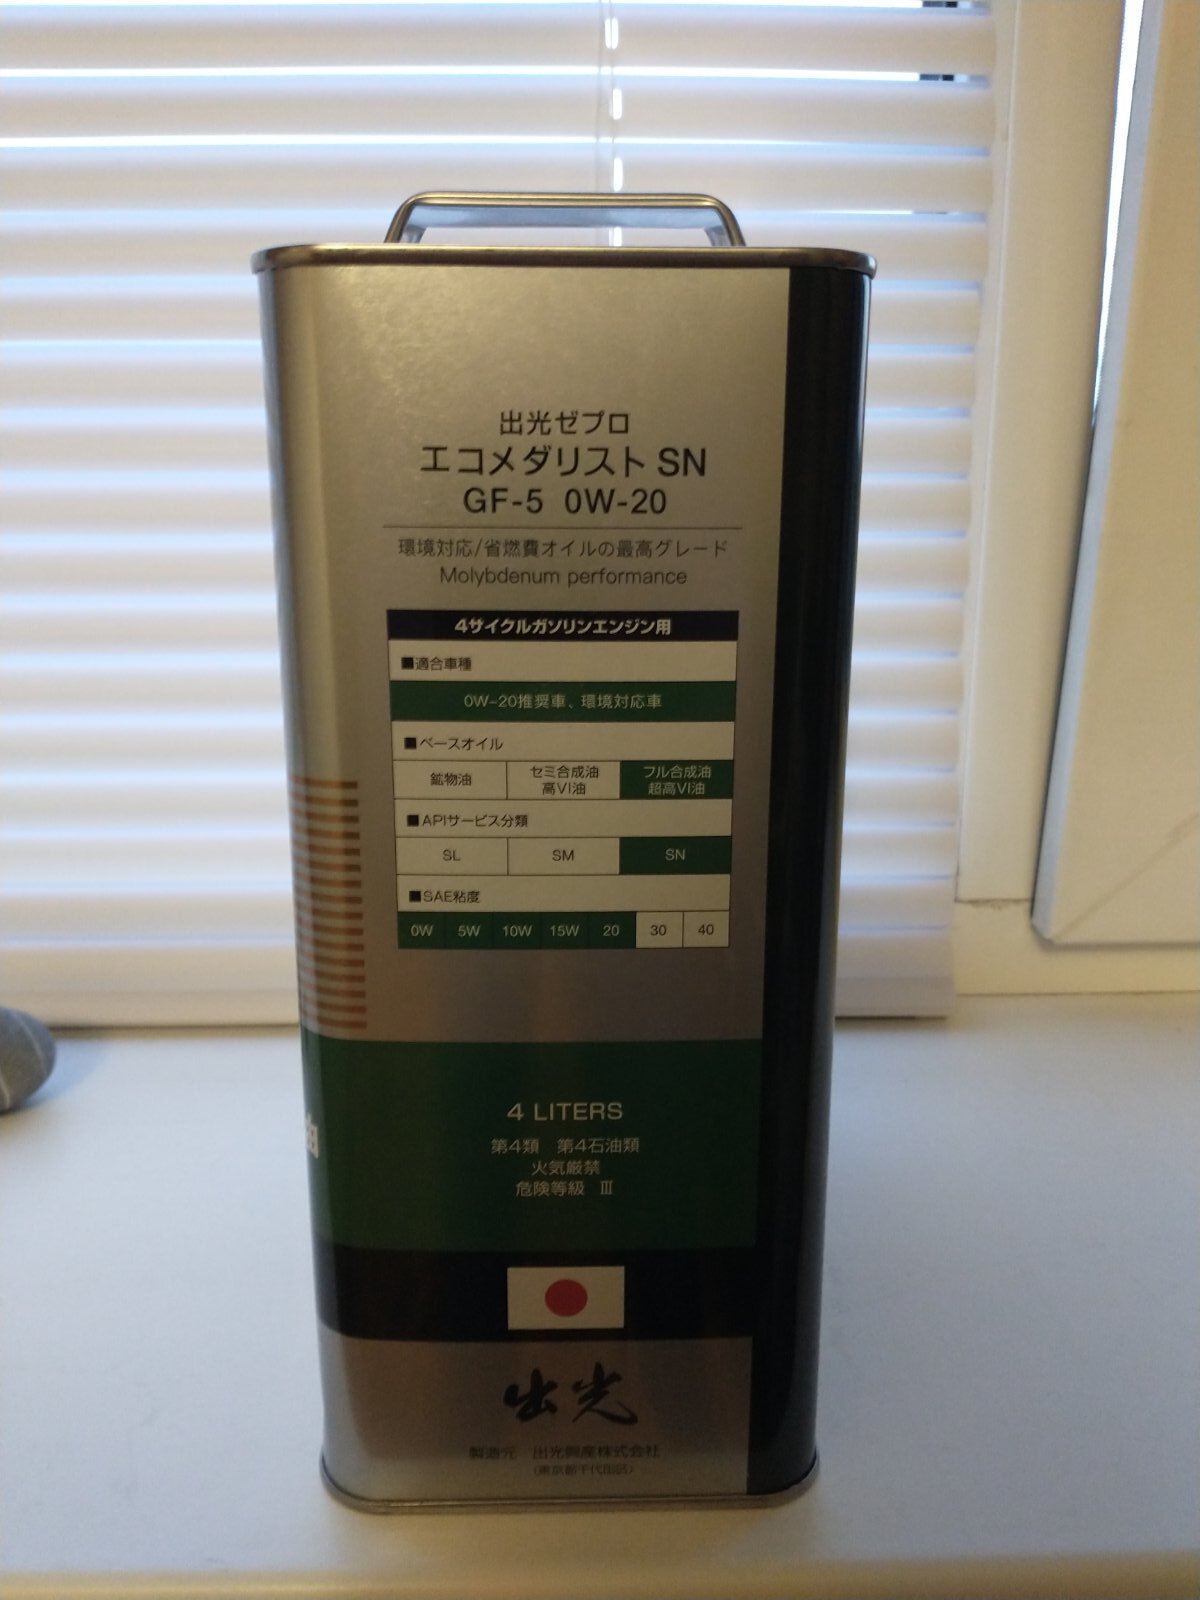 出光ゼプロ
エコメダリスト SN
GF-5 0W-20
環境対応/省燃費オイルの最高グレード
Molybdenum performance
4サイクルガソリンエンジン用
■適合車種
0W-20推奨車、環境対応車
■ベースオイル
鉱物油 セミ合成油 フル合成油
高VI油 超高VI油
■APIサービス分類
SL SM SN
■SAE粘度
0W 5W 10W 15W 20 30 40
4 LITERS
第4類 第4石油類
火気厳禁
危険等級 Ⅲ
出光
製造元 出光興産株式会社
(東京都千代田区)